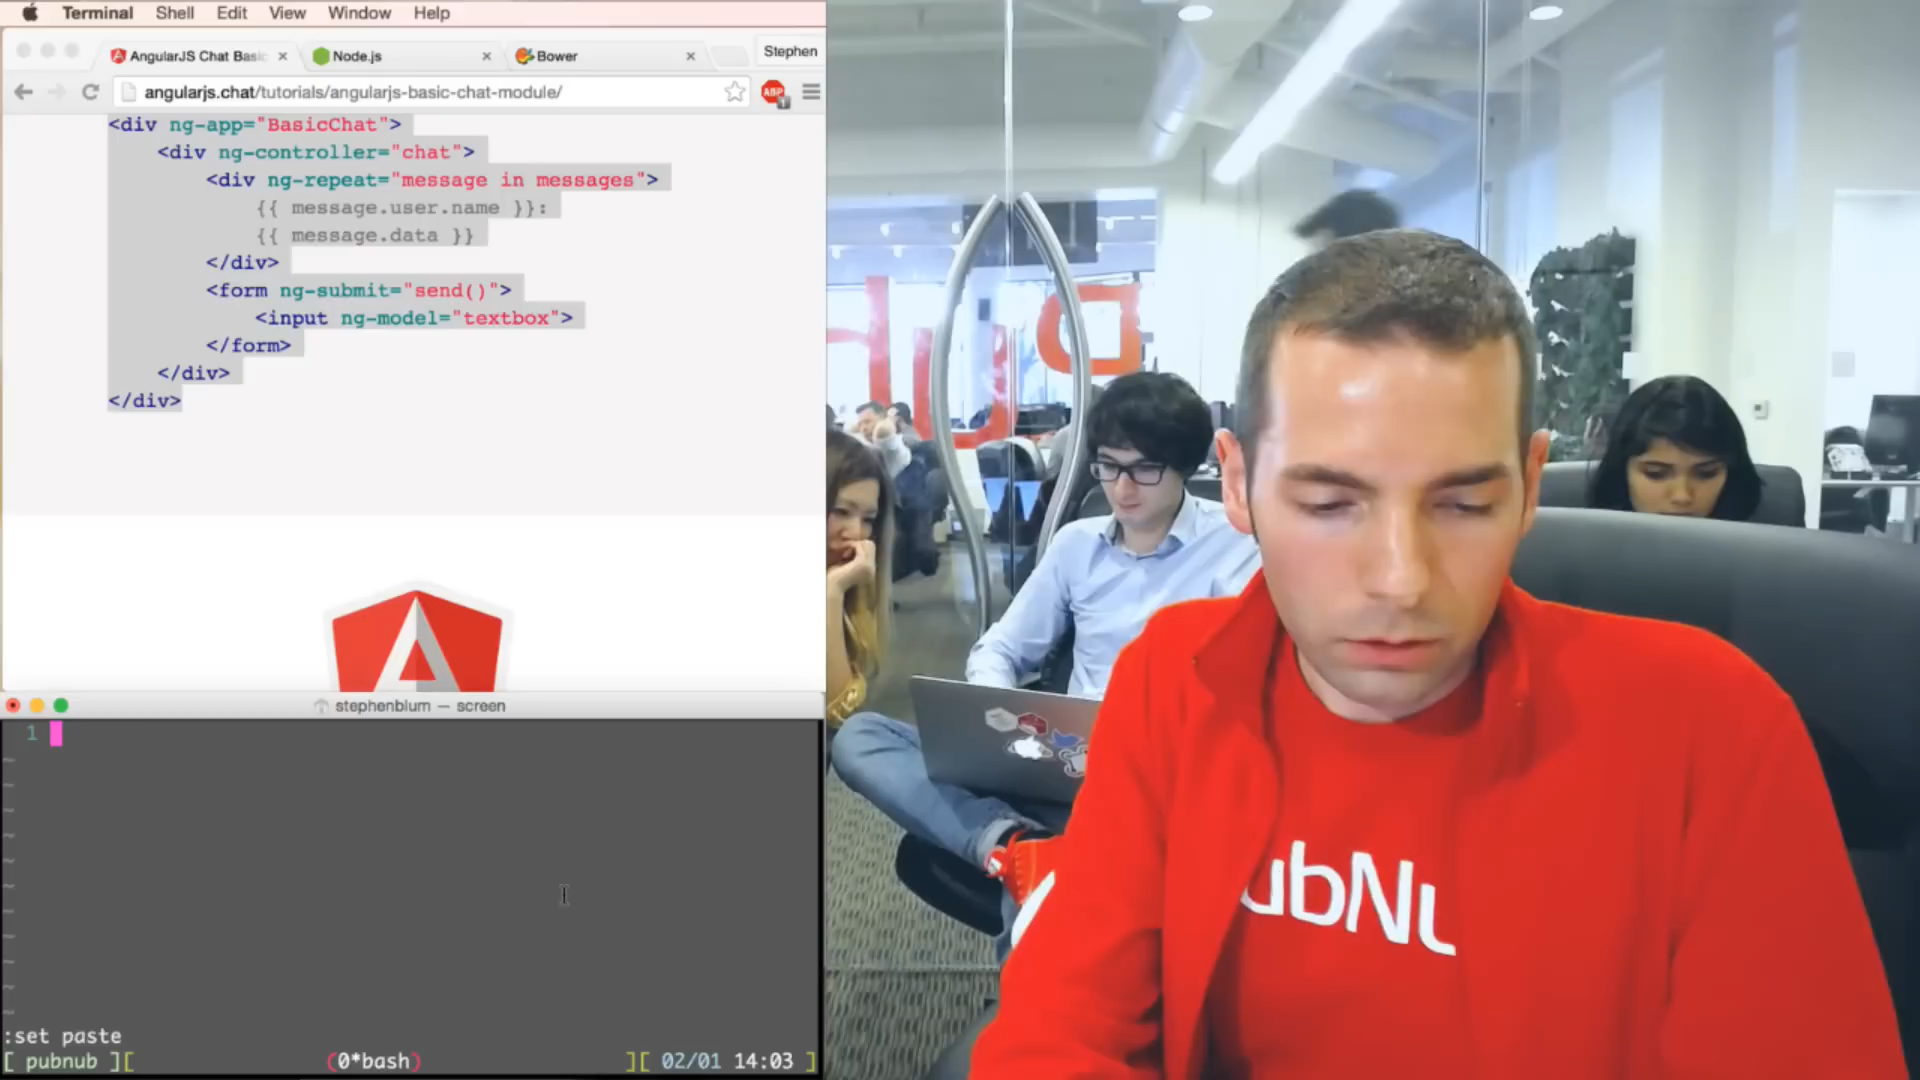 Terminal Shell Edit View Window Help
AngularJS Chat Basic Node.js Bower Stephen
angularjs.chat/tutorials/angularjs-basic-chat-module/ ABP 1
<div ng-app="BasicChat">
<div ng-controller="chat">
<div ng-repeat="message in messages">
{{ message.user.name }}:
{{ message.data }}
</div>
<form ng-submit="send()">
<input ng-model="textbox">
</form>
</div>
</div>
stephenblum — screen
1
:set paste
[ pubnub ][ (0*bash) ][ 02/01 14:03 ]
ubNu